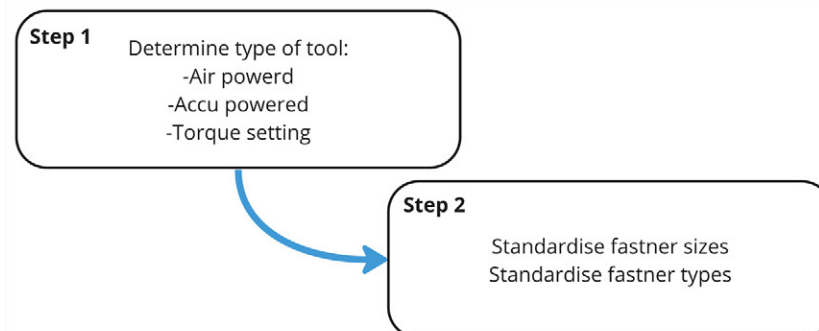 Step 1
Determine type of tool:
-Air powerd
-Accu powered
-Torque setting
Step 2
Standardise fastner sizes
Standardise fastner types